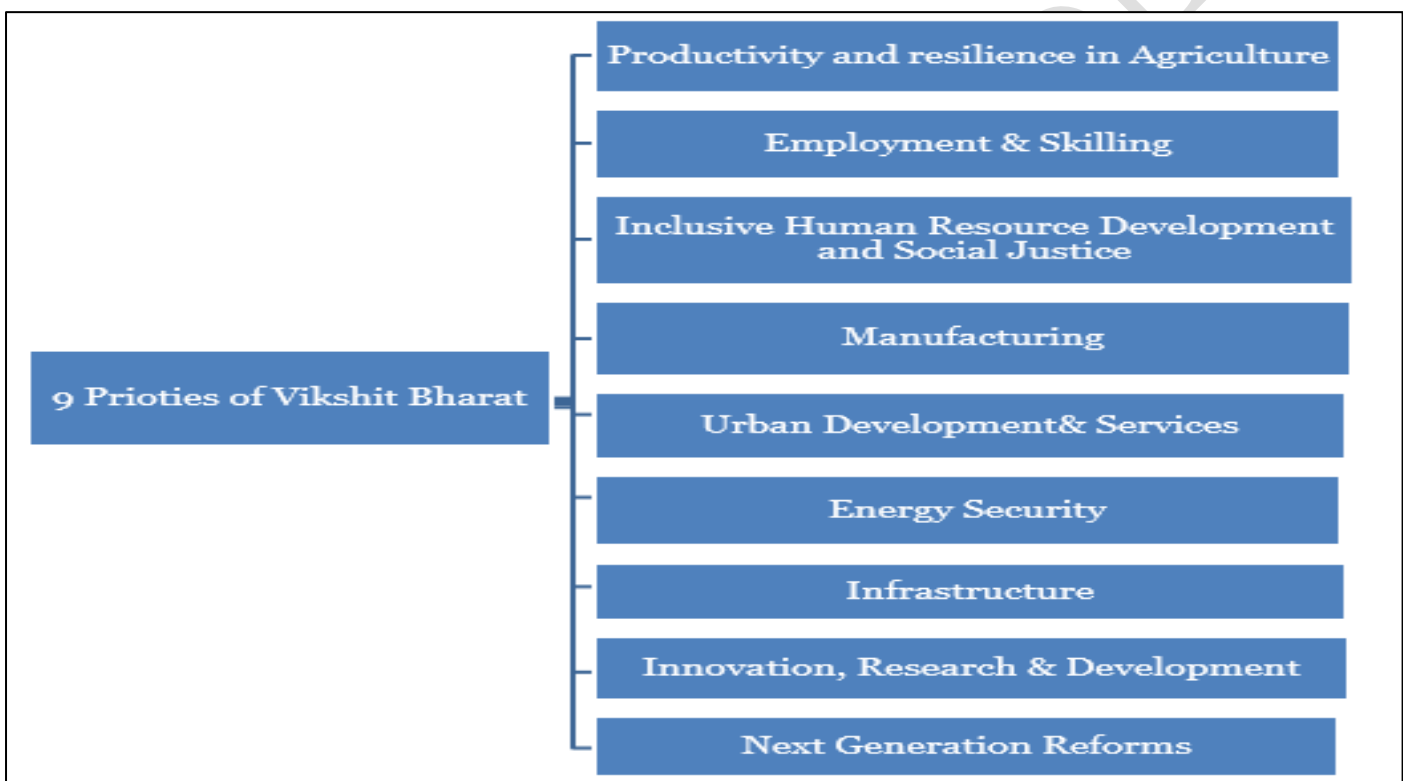 Productivity and resilience in Agriculture
Employment & Skilling
Inclusive Human Resource Development
and Social Justice
Manufacturing
9 Prioties of Vikshit Bharat
Urban Development& Services
Energy Security
Infrastructure
Innovation, Research & Development
Next Generation Reforms